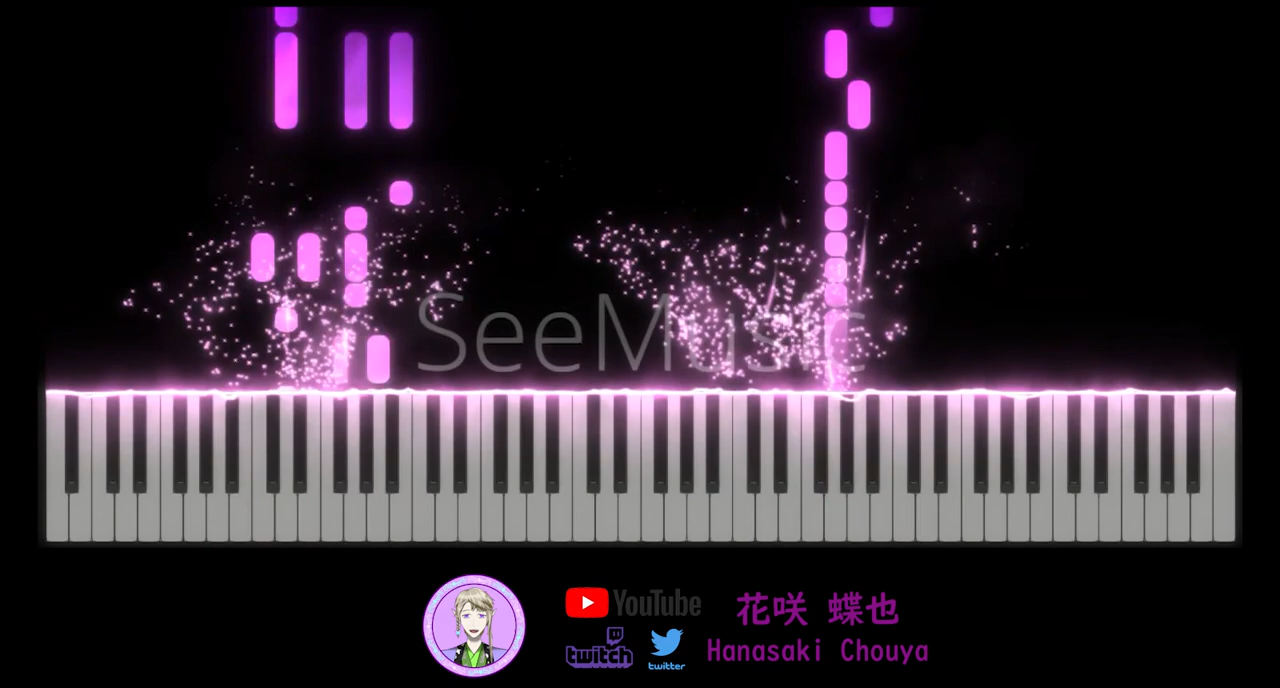 SeeMusic
YouTube
花咲 蝶也
twitch
twitter
Hanasaki Chouya